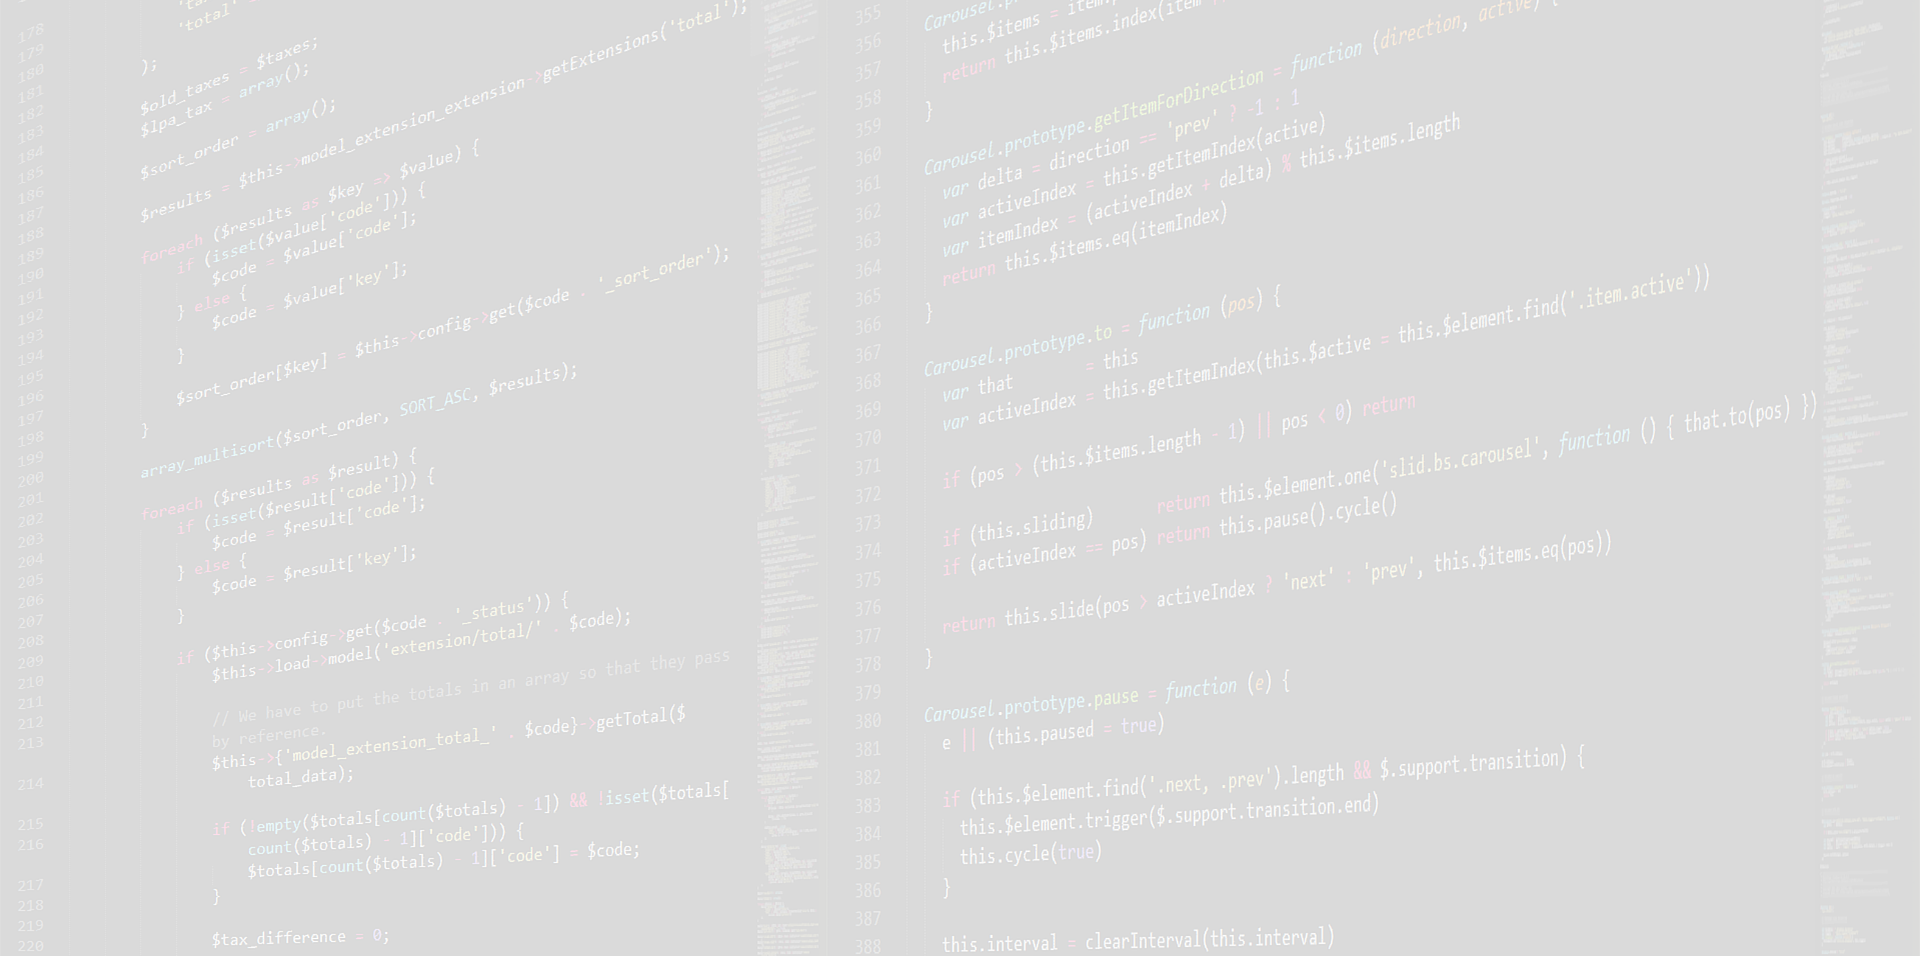 178
179
180
181
182
183
184
185
186
187
188
189
190
191
192
193
194
195
196
197
198
199
200
201
202
203
204
205
206
207
208
209
210
211
212
213
214
215
216
217
218
219
220
'total'
);
$old_taxes = $taxes;
$lpa_tax = array();
$sort_order = array();
$results = $this->model_extension_extension->getExtensions('total');
foreach ($results as $key => $value) {
if (isset($value['code'])) {
$code = $value['code'];
} else {
$code = $value['key'];
}
$sort_order[$key] = $this->config->get($code . '_sort_order');
}
array_multisort($sort_order, SORT_ASC, $results);
foreach ($results as $result) {
if (isset($result['code'])) {
$code = $result['code'];
} else {
$code = $result['key'];
}
if ($this->config->get($code . '_status')) {
$this->load->model('extension/total/' . $code);
// We have to put the totals in an array so that they pass
by reference.
$this->{'model_extension_total_' . $code}->getTotal($
total_data);
if (!empty($totals[count($totals) - 1]) && !isset($totals[
count($totals) - 1]['code'])) {
$totals[count($totals) - 1]['code'] = $code;
}
$tax_difference = 0;
355
356
357
358
359
360
361
362
363
364
365
366
367
368
369
370
371
372
373
374
375
376
377
378
379
380
381
382
383
384
385
386
387
388
this.$items = item.
return this.$items.index(item
}
Carousel.prototype.getItemForDirection = function (direction, active) {
var delta = direction == 'prev' ? -1 : 1
var activeIndex = this.getItemIndex(active)
var itemIndex = (activeIndex + delta) % this.$items.length
return this.$items.eq(itemIndex)
}
Carousel.prototype.to = function (pos) {
var that = this
var activeIndex = this.getItemIndex(this.$active = this.$element.find('.item.active'))
if (pos > (this.$items.length - 1) || pos < 0) return
if (this.sliding) return this.$element.one('slid.bs.carousel', function () { that.to(pos) })
if (activeIndex == pos) return this.pause().cycle()
return this.slide(pos > activeIndex ? 'next' : 'prev', this.$items.eq(pos))
}
Carousel.prototype.pause = function (e) {
e || (this.paused = true)
if (this.$element.find('.next, .prev').length && $.support.transition) {
this.$element.trigger($.support.transition.end)
this.cycle(true)
}
this.interval = clearInterval(this.interval)